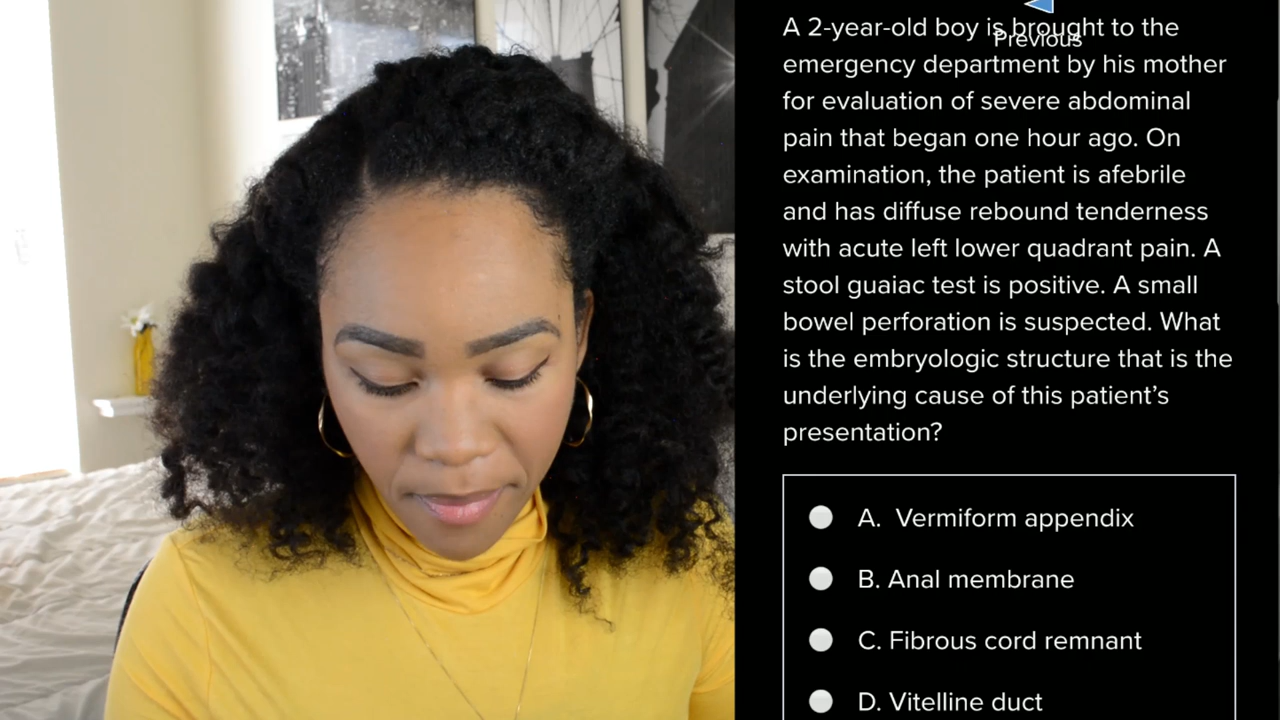 Previous
A 2-year-old boy is brought to the
emergency department by his mother
for evaluation of severe abdominal
pain that began one hour ago. On
examination, the patient is afebrile
and has diffuse rebound tenderness
with acute left lower quadrant pain. A
stool guaiac test is positive. A small
bowel perforation is suspected. What
is the embryologic structure that is the
underlying cause of this patient’s
presentation?
A. Vermiform appendix
B. Anal membrane
C. Fibrous cord remnant
D. Vitelline duct